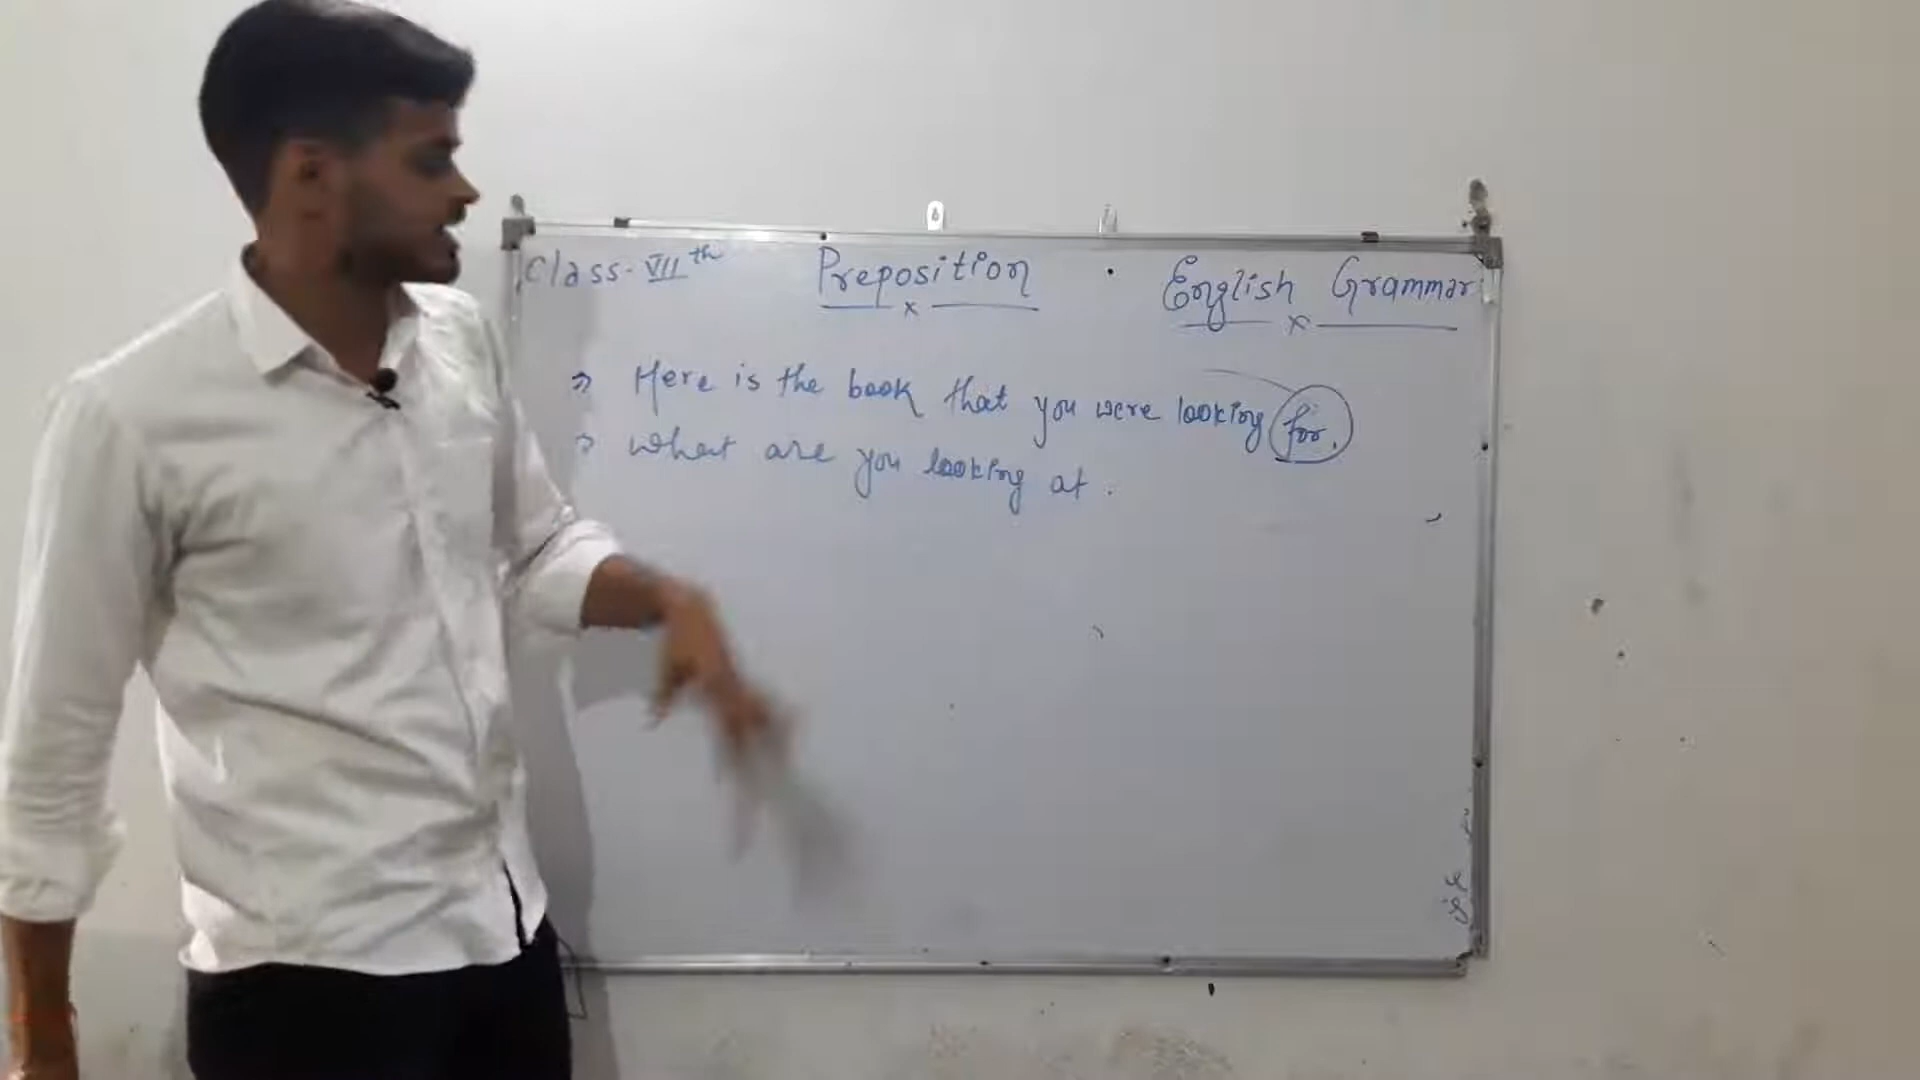 Class-VIIth Preposition English Grammar
⇒ Here is the book that you were looking for.
⇒ What are you looking at.